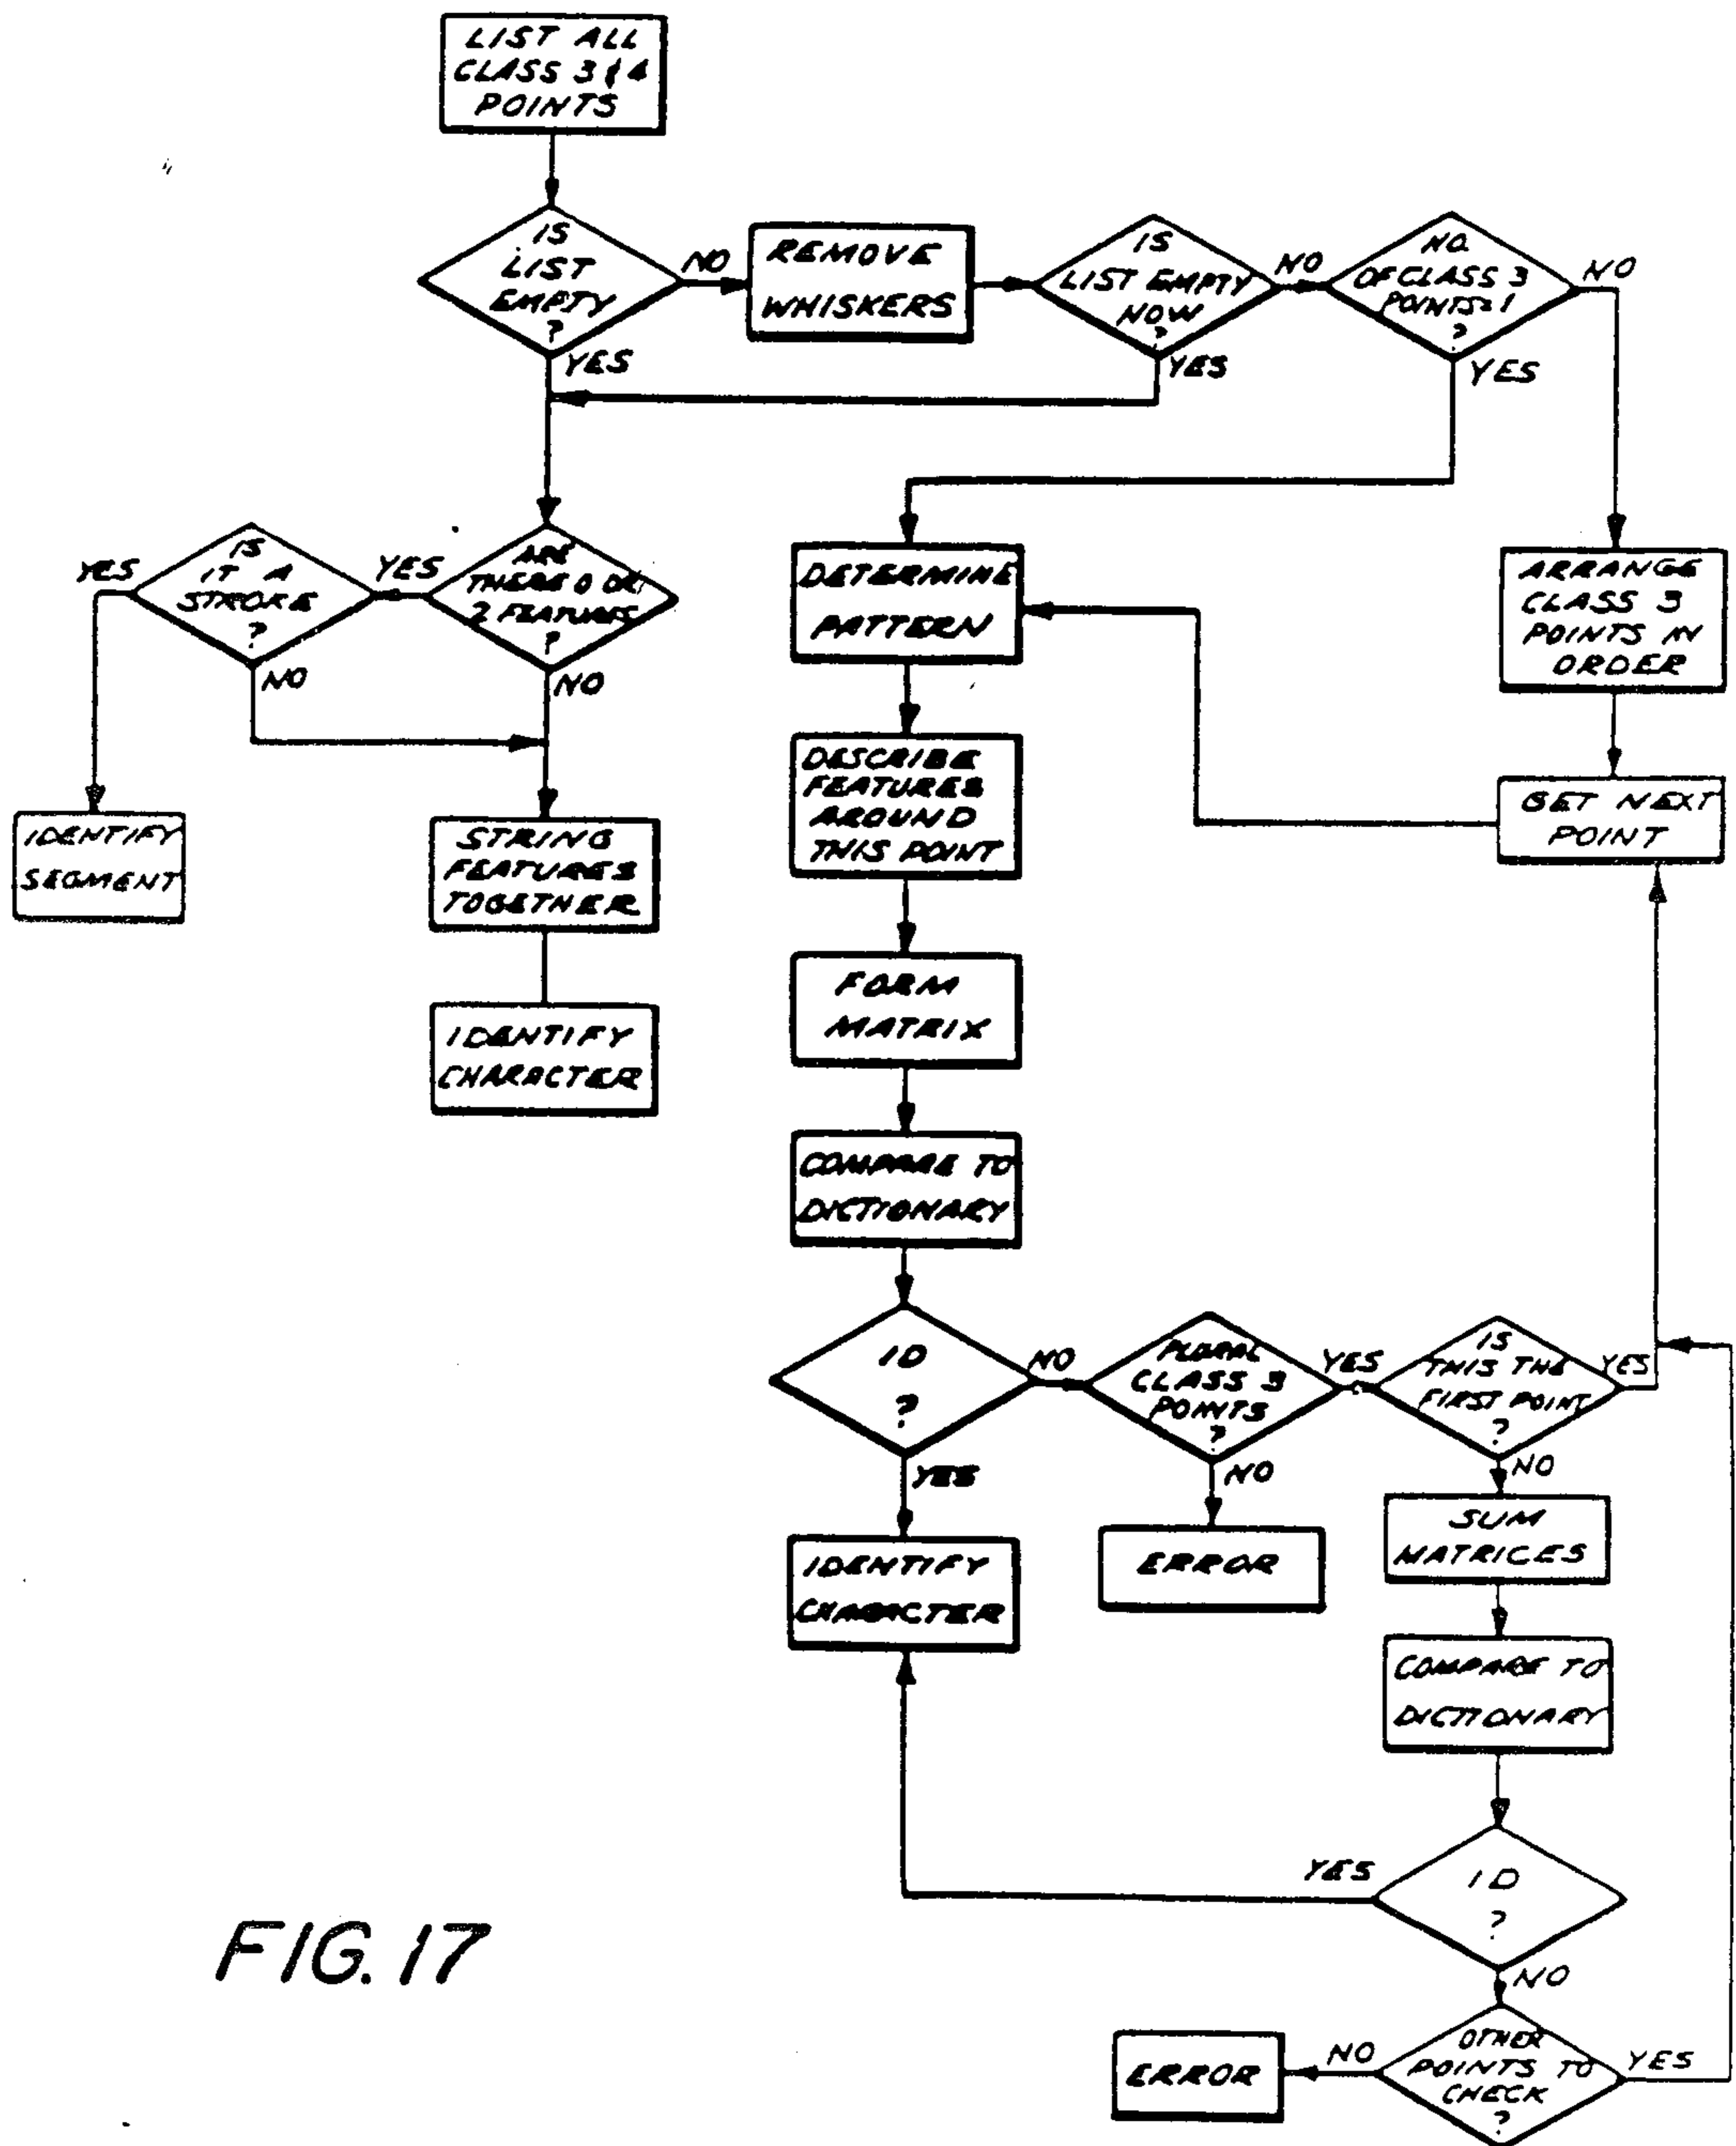 LIST ALL
CLASS 3 & 4
POINTS
IS
LIST
EMPTY
?
NO
YES
REMOVE
WHISKERS
IS
LIST EMPTY
NOW
?
NO
YES
NO.
OF CLASS 3
POINTS=1
?
NO
YES
ARE
THERE 0 OR
2 FEATURES
?
YES
NO
IS
IT A
STROKE
?
YES
NO
IDENTIFY
SEGMENT
STRING
FEATURES
TOGETHER
IDENTIFY
CHARACTER
DETERMINE
PATTERN
ARRANGE
CLASS 3
POINTS IN
ORDER
GET NEXT
POINT
DESCRIBE
FEATURES
AROUND
THIS POINT
FORM
MATRIX
COMPARE TO
DICTIONARY
ID
?
NO
YES
PLURAL
CLASS 3
POINTS
?
YES
NO
IS
THIS THE
FIRST POINT
?
YES
NO
IDENTIFY
CHARACTER
ERROR
SUM
MATRICES
COMPARE TO
DICTIONARY
ID
?
YES
NO
OTHER
POINTS TO
CHECK
?
NO
YES
ERROR
FIG. 17